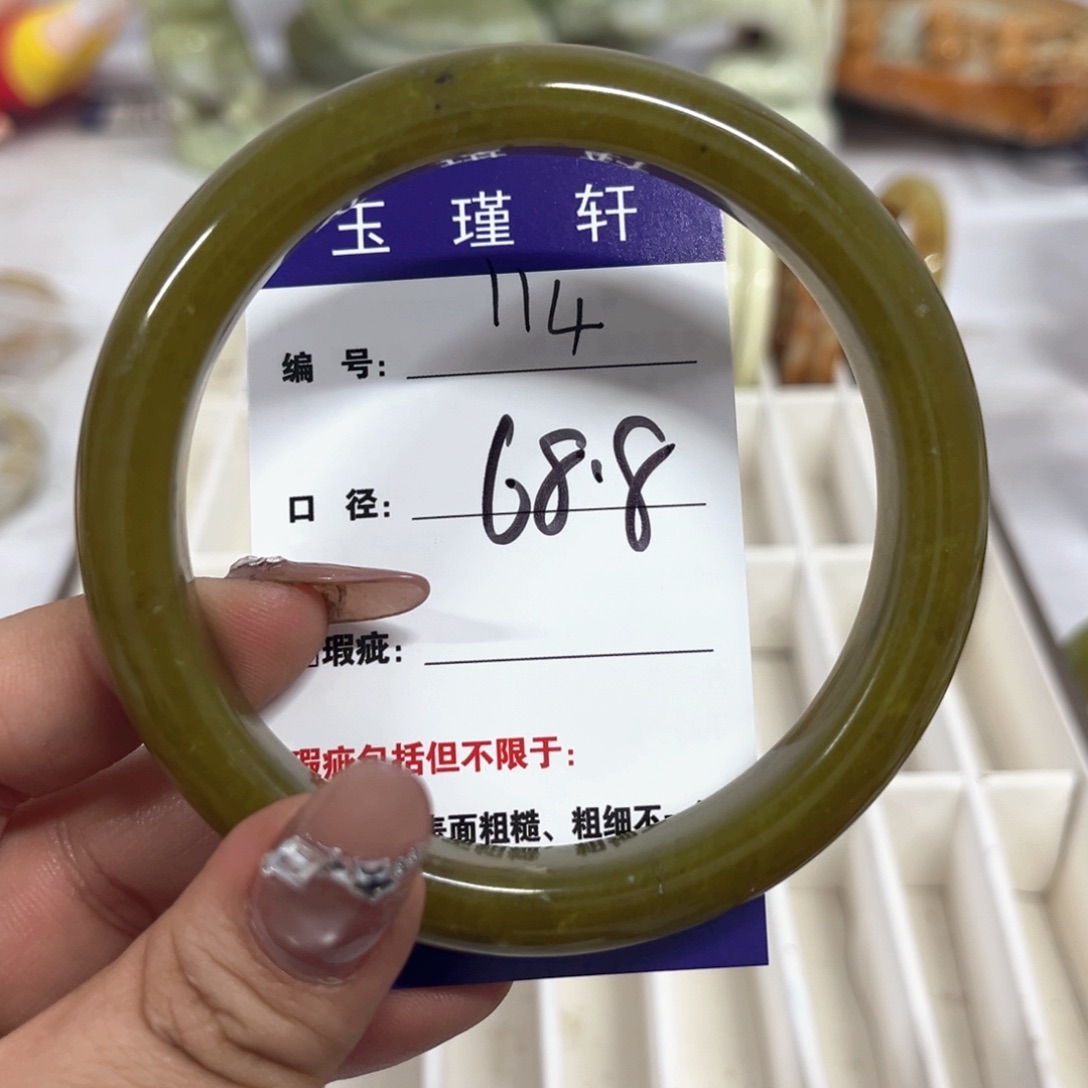 玉瑾轩
编号: 114
口径: 68.8
瑕疵:
瑕疵包括但不限于:
表面粗糙、粗细不